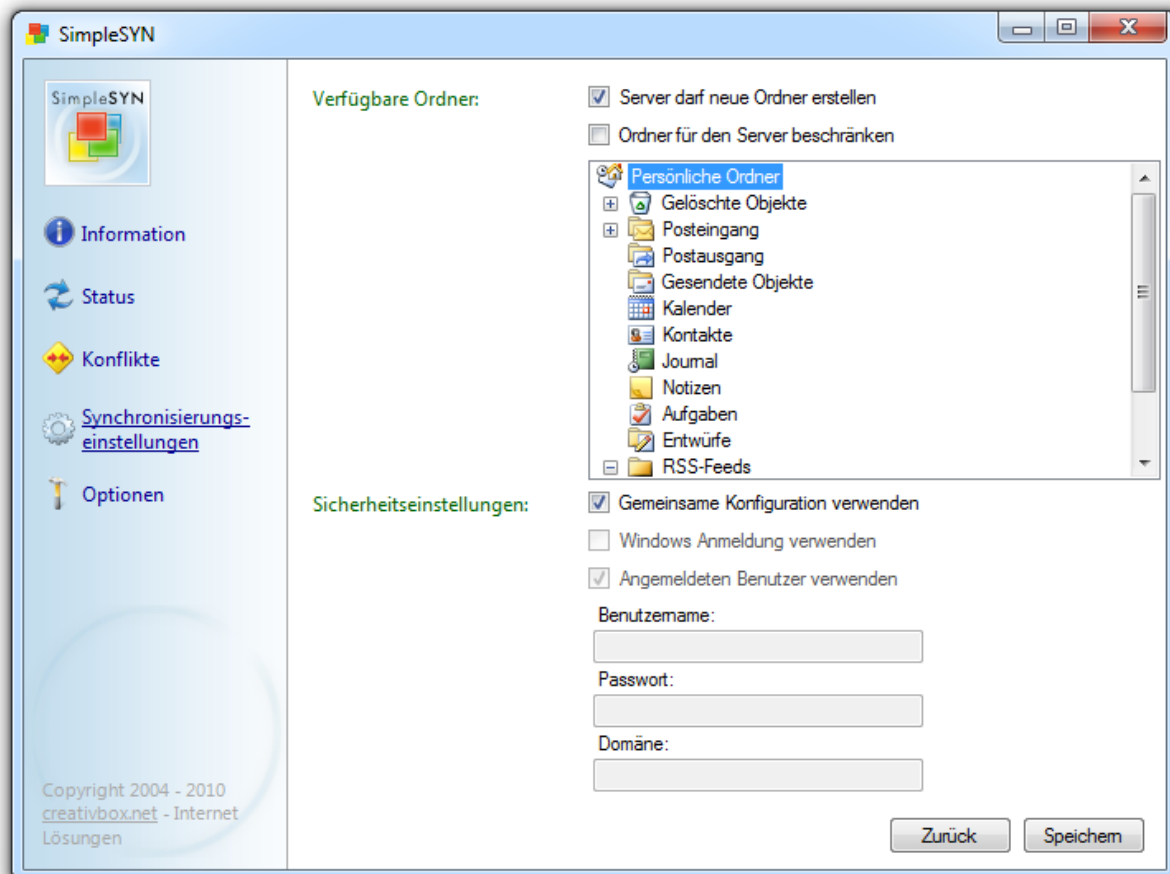 SimpleSYN
SimpleSYN
Information
Status
Konflikte
Synchronisierungs-
einstellungen
Optionen
Copyright 2004 - 2010
creativbox.net - Internet
Lösungen
Verfügbare Ordner:
Server darf neue Ordner erstellen
Ordner für den Server beschränken
Persönliche Ordner
Gelöschte Objekte
Posteingang
Postausgang
Gesendete Objekte
Kalender
Kontakte
Journal
Notizen
Aufgaben
Entwürfe
RSS-Feeds
Sicherheitseinstellungen:
Gemeinsame Konfiguration verwenden
Windows Anmeldung verwenden
Angemeldeten Benutzer verwenden
Benutzername:
Passwort:
Domäne:
Zurück
Speichern